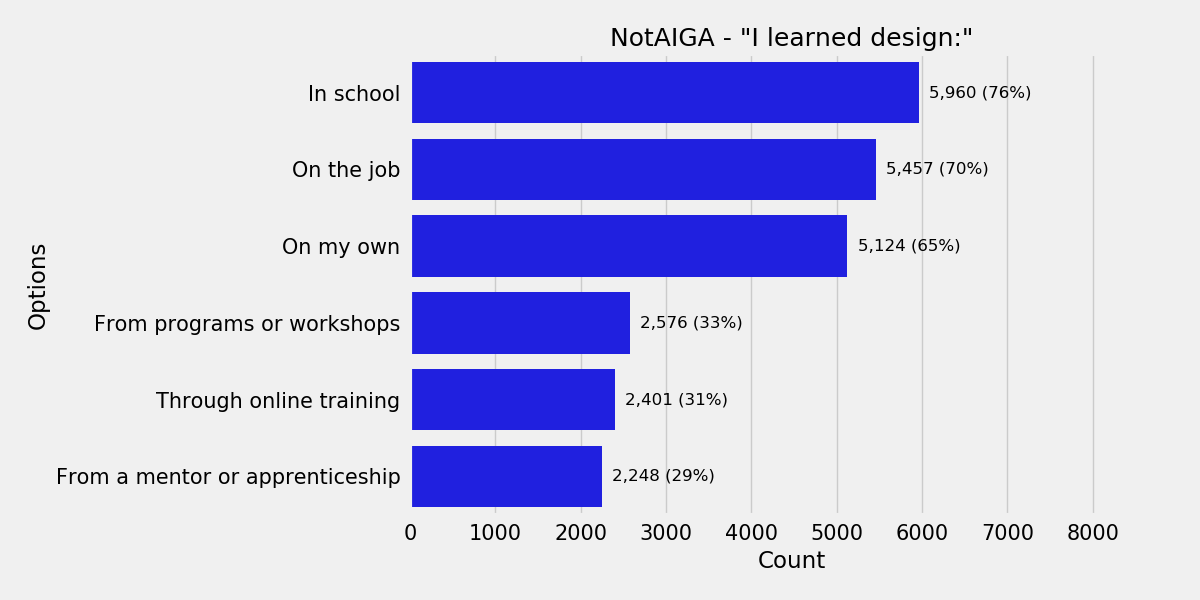 NotAIGA - "I learned design:"
Options
In school
5,960 (76%)
On the job
5,457 (70%)
On my own
5,124 (65%)
From programs or workshops
2,576 (33%)
Through online training
2,401 (31%)
From a mentor or apprenticeship
2,248 (29%)
0 1000 2000 3000 4000 5000 6000 7000 8000
Count